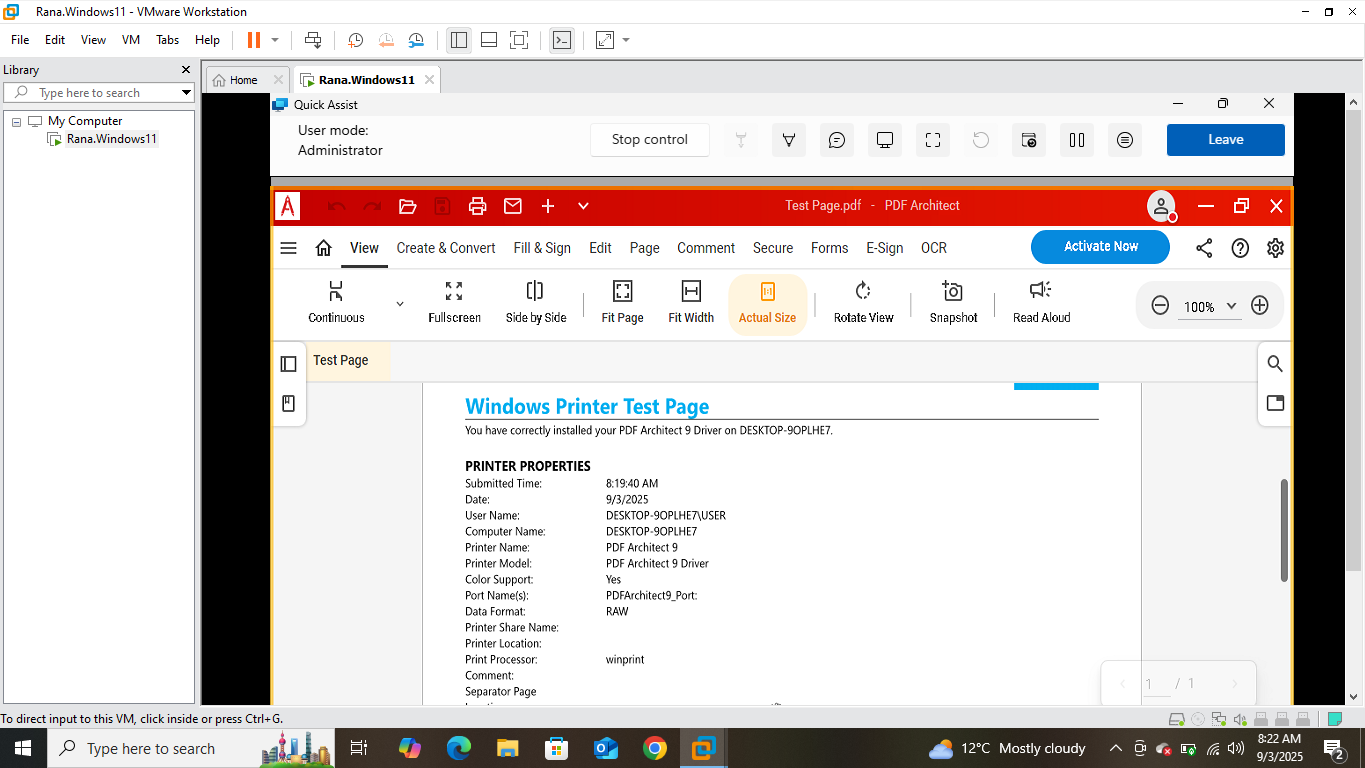 Rana.Windows11 - VMware Workstation
File Edit View VM Tabs Help
Library
Type here to search
My Computer
Rana.Windows11
Home
Rana.Windows11
Quick Assist
User mode:
Administrator
Stop control
Leave
Test Page.pdf - PDF Architect
View Create & Convert Fill & Sign Edit Page Comment Secure Forms E-Sign OCR
Activate Now
Continuous
Fullscreen
Side by Side
Fit Page
Fit Width
1:1
Actual Size
Rotate View
Snapshot
Read Aloud
100%
Test Page
Windows Printer Test Page
You have correctly installed your PDF Architect 9 Driver on DESKTOP-9OPLHE7.
PRINTER PROPERTIES
Submitted Time: 8:19:40 AM
Date: 9/3/2025
User Name: DESKTOP-9OPLHE7\USER
Computer Name: DESKTOP-9OPLHE7
Printer Name: PDF Architect 9
Printer Model: PDF Architect 9 Driver
Color Support: Yes
Port Name(s): PDFArchitect9_Port:
Data Format: RAW
Printer Share Name:
Printer Location:
Print Processor: winprint
Comment:
Separator Page
1 / 1
To direct input to this VM, click inside or press Ctrl+G.
Type here to search
12°C Mostly cloudy
8:22 AM
9/3/2025
2